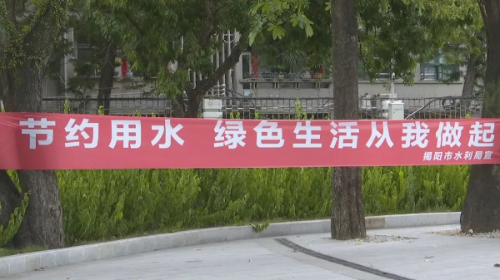 节约用水 绿色生活从我做起
揭阳市水利局宣